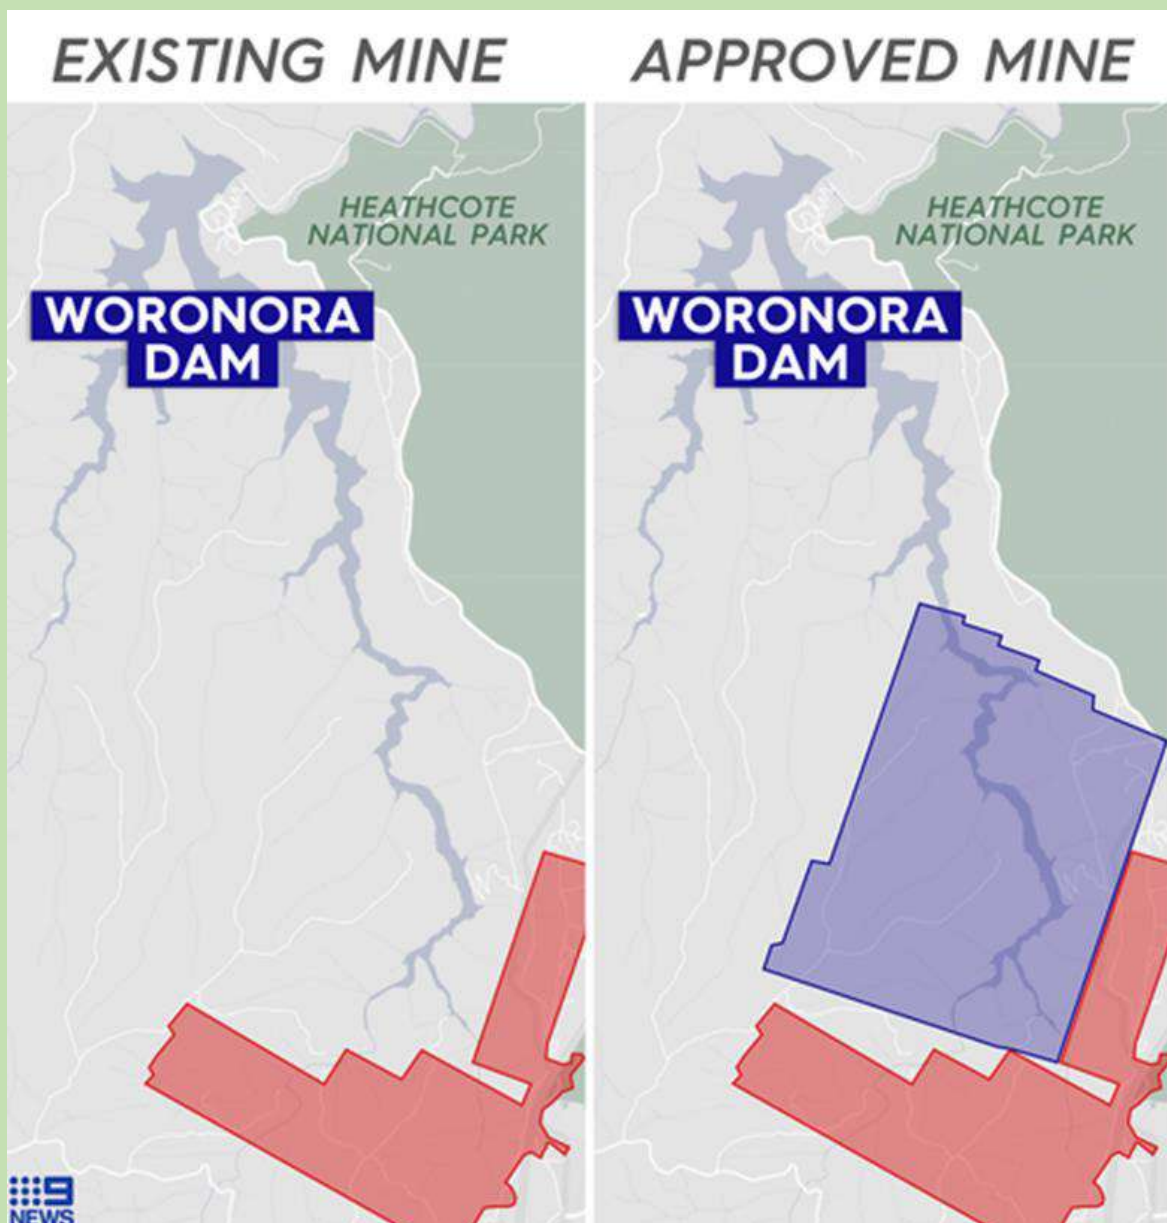 EXISTING MINE
HEATHCOTE
NATIONAL PARK
WORONORA
DAM
9
NEWS
APPROVED MINE
HEATHCOTE
NATIONAL PARK
WORONORA
DAM